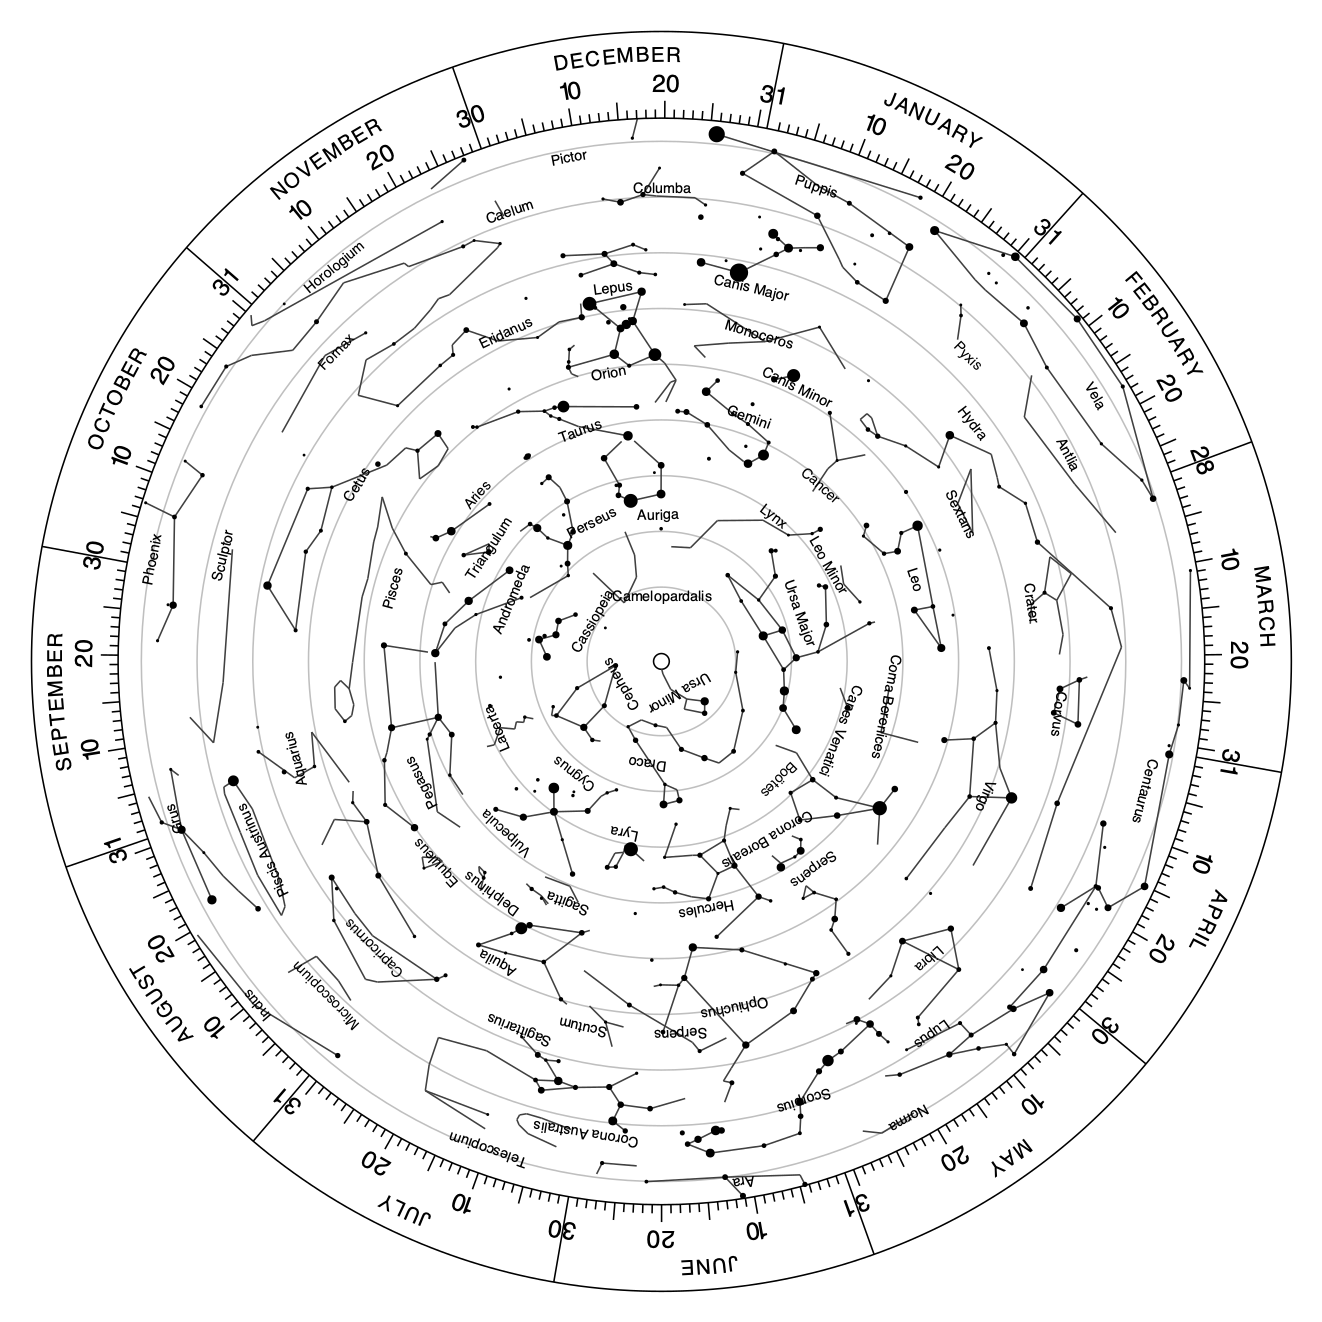 DECEMBER
10
20
31
JANUARY
10
20
31
FEBRUARY
10
20
28
MARCH
10
20
31
APRIL
10
20
30
MAY
10
20
31
JUNE
10
20
30
JULY
10
20
31
AUGUST
10
20
31
SEPTEMBER
10
20
30
OCTOBER
10
20
31
NOVEMBER
10
20
30
Pictor
Columba
Puppis
Caelum
Horologium
Canis Major
Lepus
Monoceros
Eridanus
Fornax
Orion
Canis Minor
Pyxis
Vela
Gemini
Taurus
Hydra
Antlia
Cetus
Cancer
Aries
Sextans
Auriga
Perseus
Lynx
Triangulum
Leo Minor
Sculptor
Phoenix
Pisces
Andromeda
Camelopardalis
Cassiopeia
Ursa Major
Leo
Crater
Cepheus
Ursa Minor
Coma Berenices
Canes Venatici
Corvus
Lacerta
Draco
Aquarius
Pegasus
Cygnus
Boötes
Virgo
Centaurus
Grus
Piscis Austrinus
Vulpecula
Lyra
Corona Borealis
Equuleus
Delphinus
Sagitta
Hercules
Serpens
Capricornus
Aquila
Libra
Microscopium
Indus
Scutum
Serpens
Ophiuchus
Sagittarius
Lupus
Scorpius
Norma
Corona Australis
Telescopium
Ara